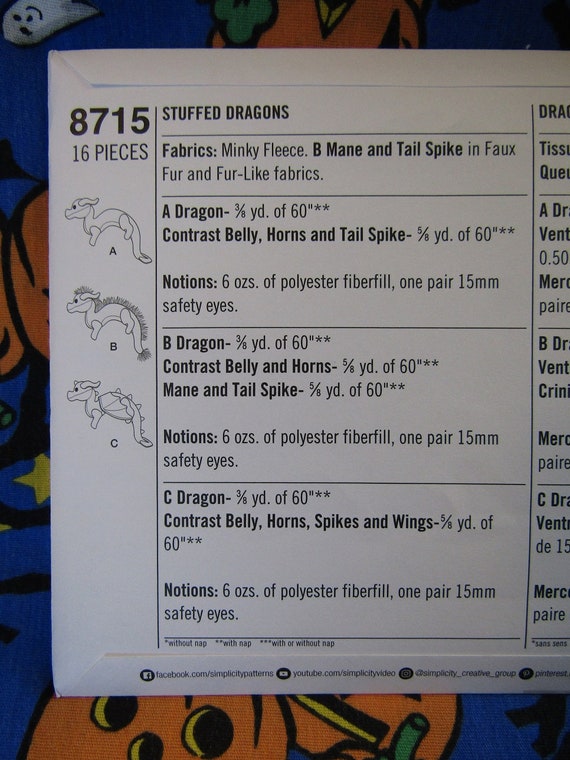 8715
16 PIECES
A
B
C
STUFFED DRAGONS
Fabrics: Minky Fleece. B Mane and Tail Spike in Faux
Fur and Fur-Like fabrics.
A Dragon- ⅜ yd. of 60"**
Contrast Belly, Horns and Tail Spike- ⅝ yd. of 60"**
Notions: 6 ozs. of polyester fiberfill, one pair 15mm
safety eyes.
B Dragon- ⅜ yd. of 60"**
Contrast Belly and Horns- ⅝ yd. of 60"**
Mane and Tail Spike- ⅝ yd. of 60"**
Notions: 6 ozs. of polyester fiberfill, one pair 15mm
safety eyes.
C Dragon- ⅜ yd. of 60"**
Contrast Belly, Horns, Spikes and Wings-⅝ yd. of
60"**
Notions: 6 ozs. of polyester fiberfill, one pair 15mm
safety eyes.
*without nap **with nap ***with or without nap
DRAG
Tissu
Queu
A Dr
Vent
0.50
Merc
paire
B Dra
Vent
Crini
Merc
paire
C Dra
Ventr
de 15
Merce
paire
*sans sens
facebook.com/simplicitypatterns youtube.com/simplicityvideo @simplicity_creative_group pinterest.